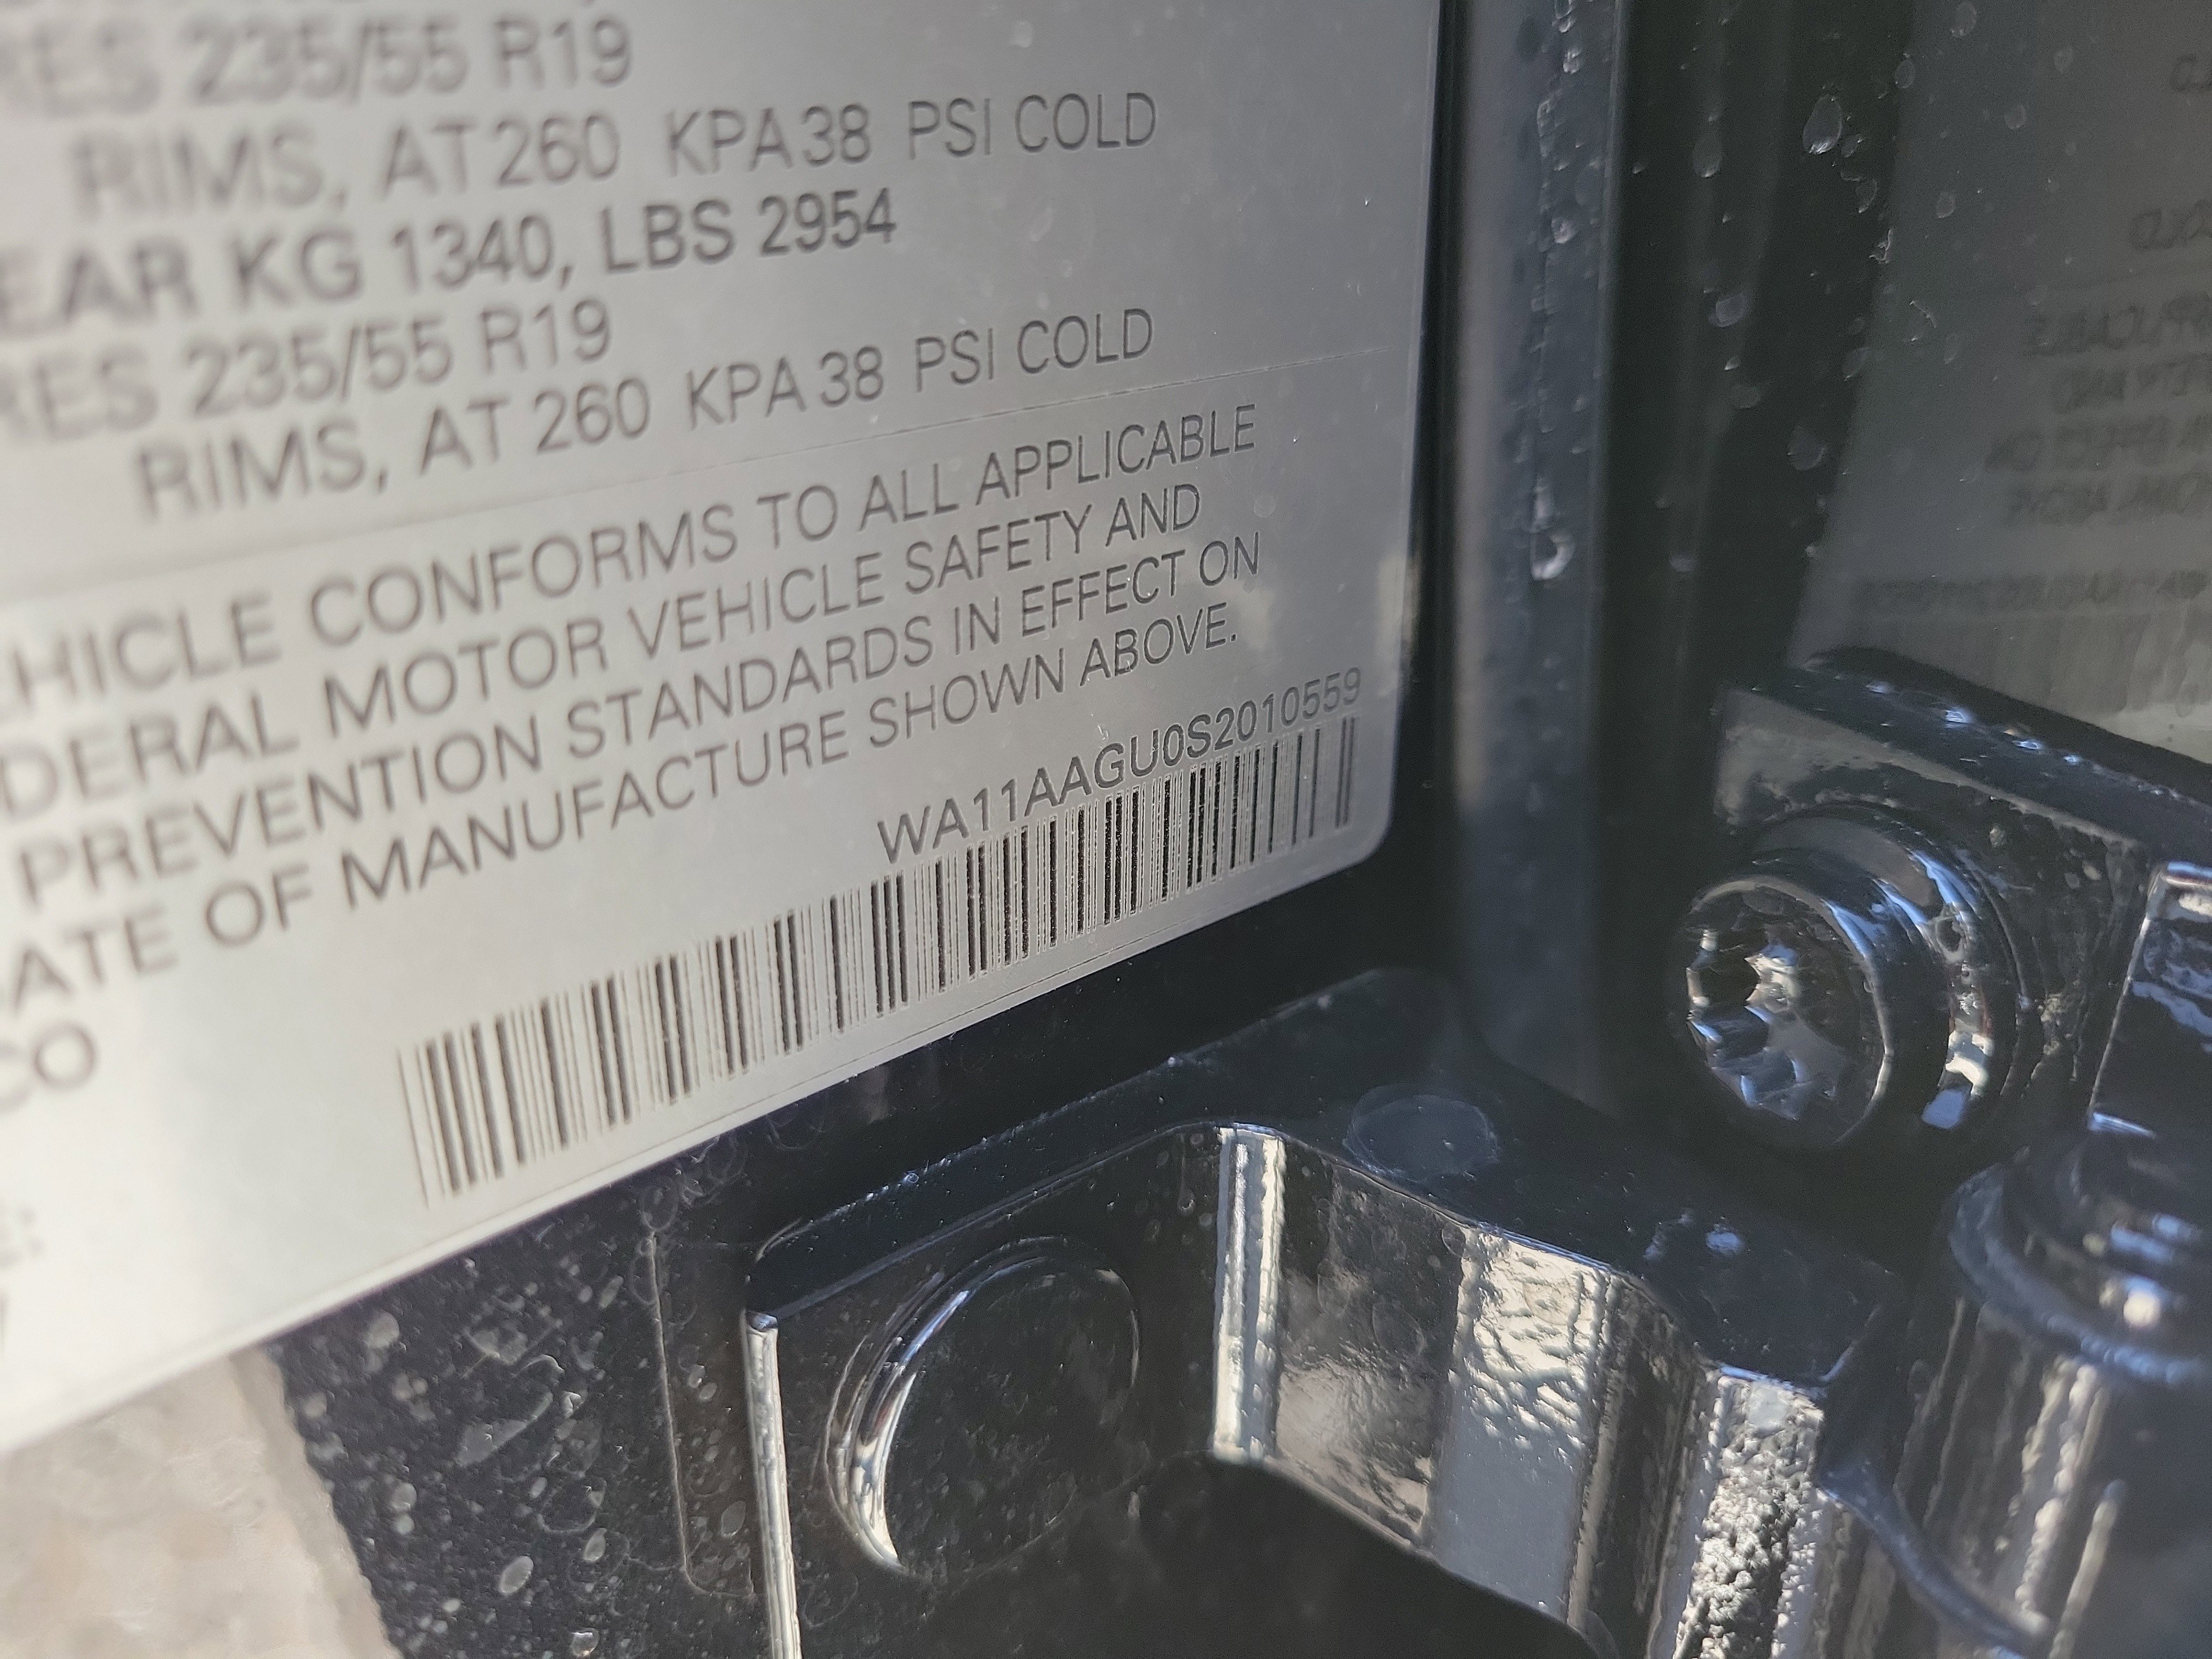 RES 235/55 R19
RIMS, AT 260 KPA 38 PSI COLD
EAR KG 1340, LBS 2954
RES 235/55 R19
RIMS, AT 260 KPA 38 PSI COLD
EHICLE CONFORMS TO ALL APPLICABLE
DERAL MOTOR VEHICLE SAFETY AND
PREVENTION STANDARDS IN EFFECT ON
ATE OF MANUFACTURE SHOWN ABOVE.
WA11AAGU0S2010559
CO
E: